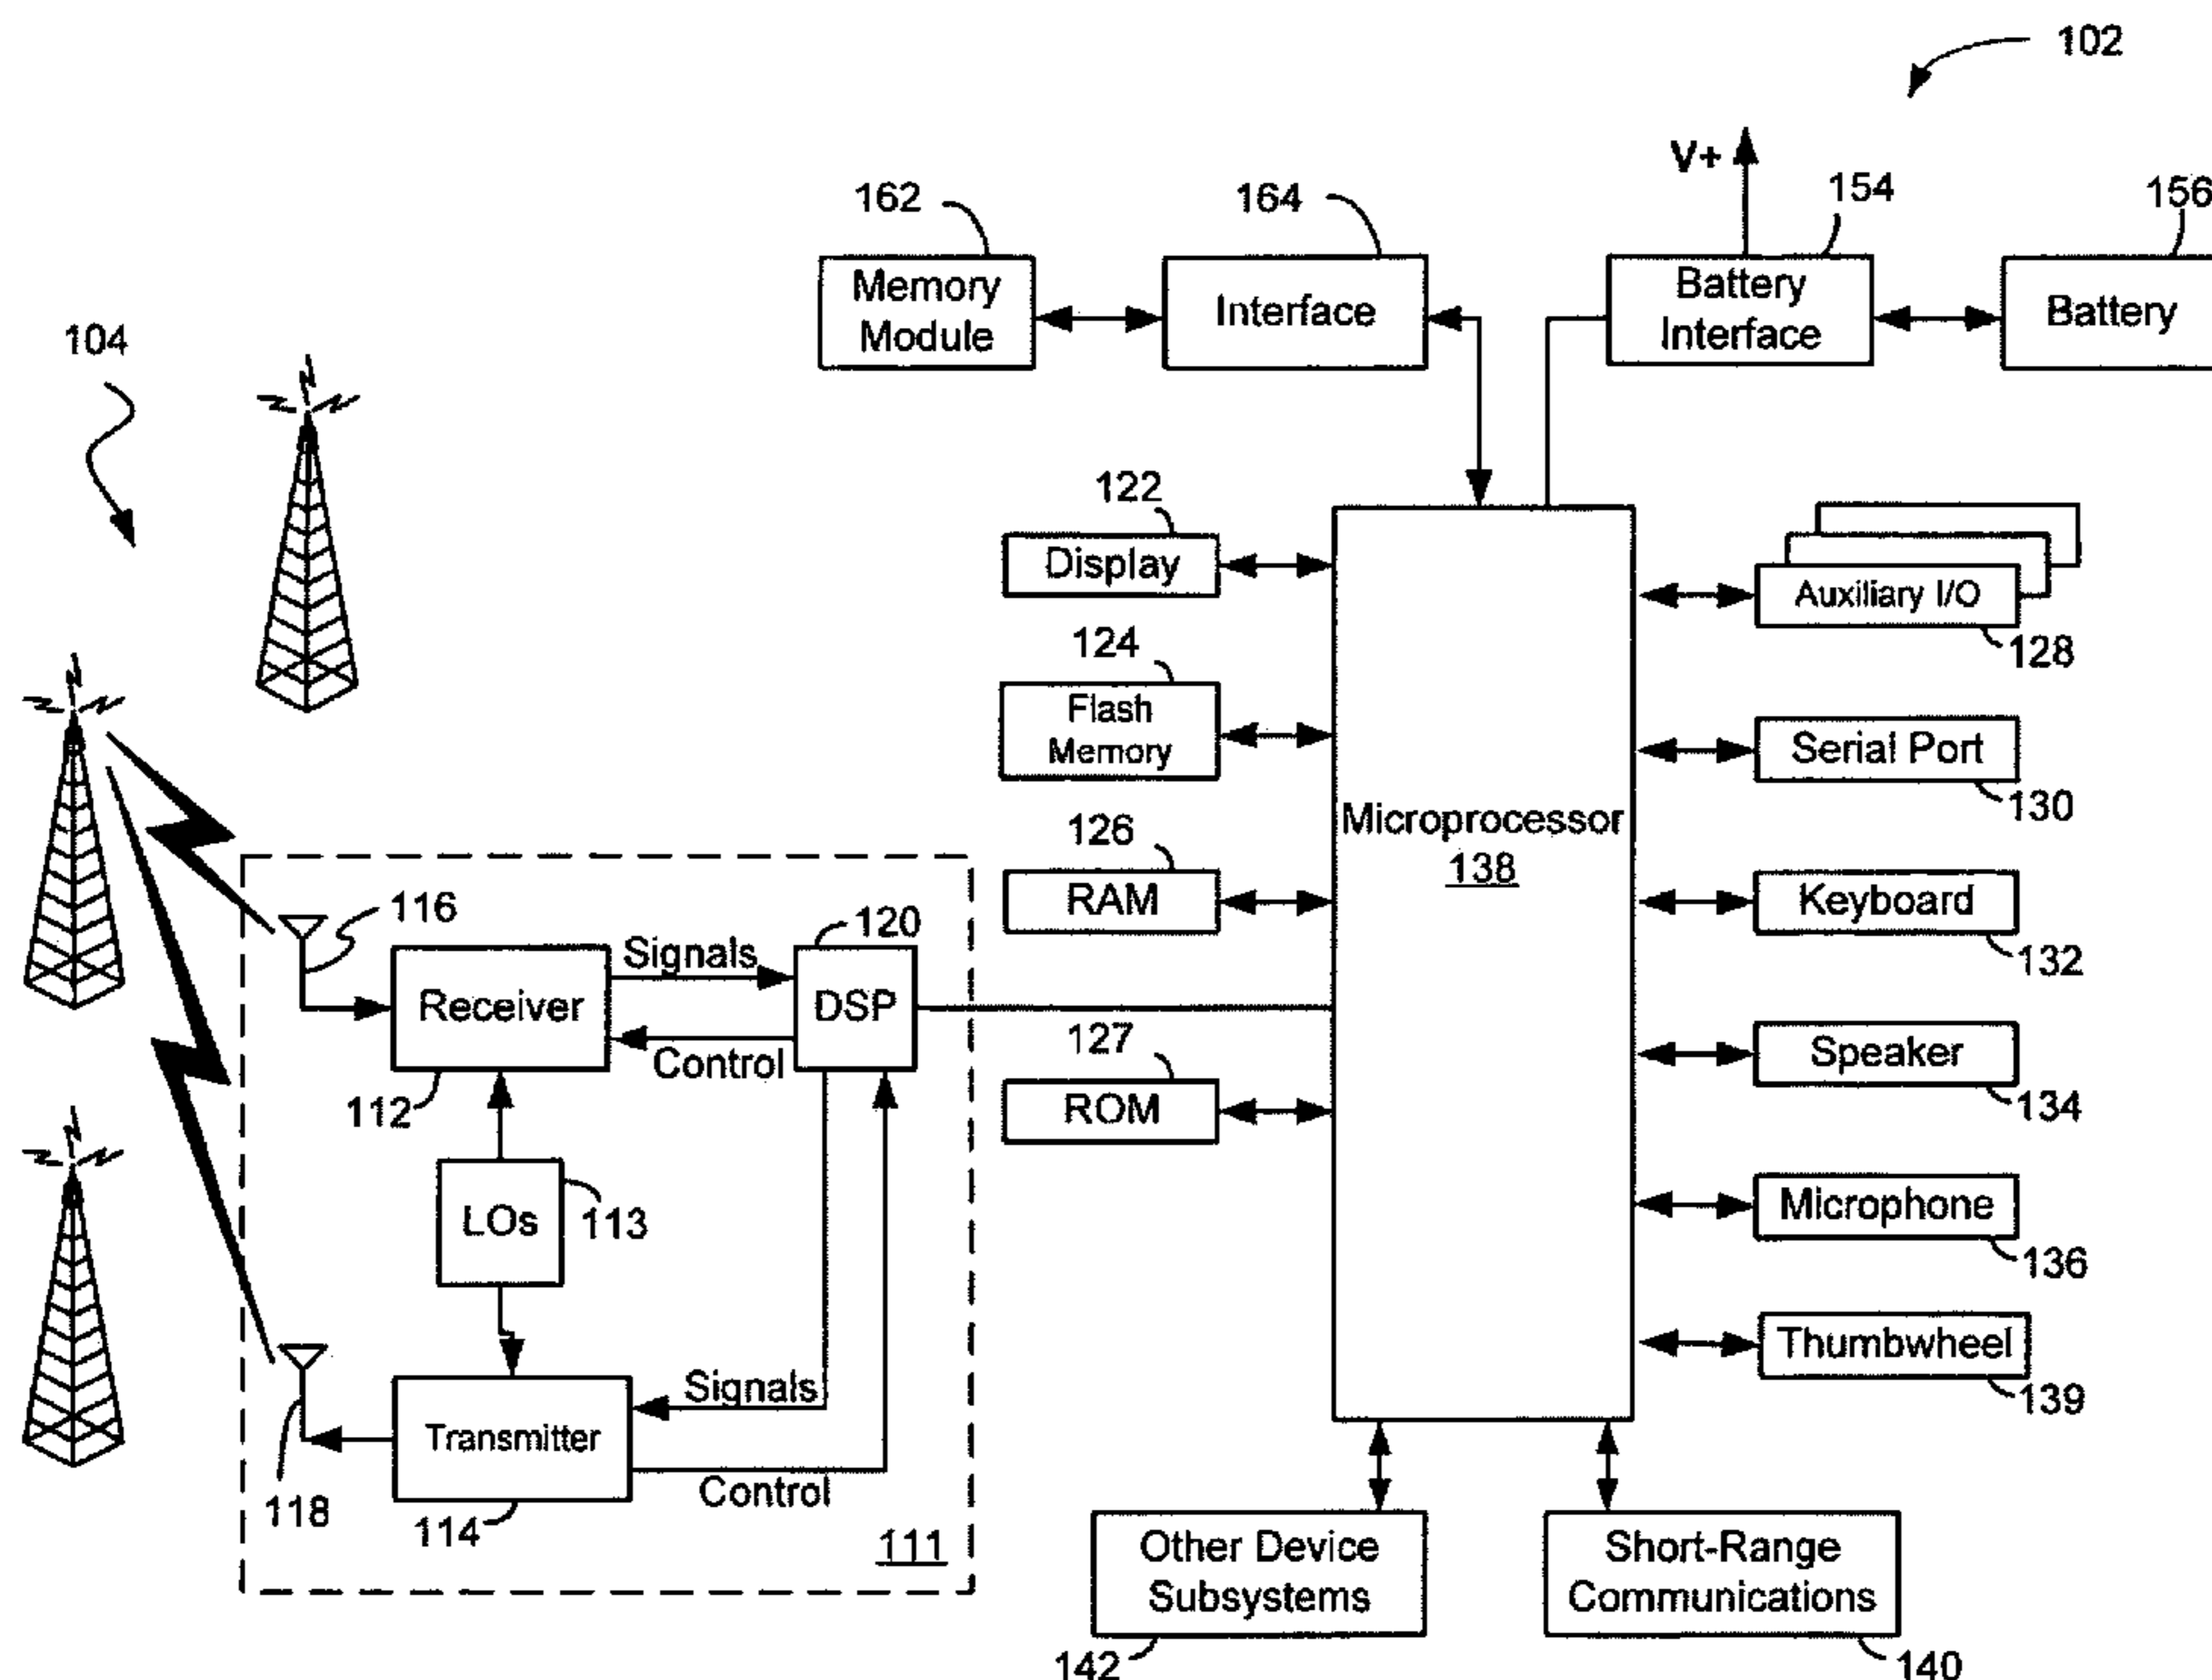 102
V+
162
164
154
156
Memory
Module
Interface
Battery
Interface
Battery
104
122
Display
Auxiliary I/O
128
124
Flash
Memory
Serial Port
130
Microprocessor
138
126
RAM
Keyboard
132
116
120
Signals
Receiver
DSP
Control
112
127
ROM
Speaker
134
LOs
113
Microphone
136
Thumbwheel
139
Signals
Transmitter
Control
118
114
111
Other Device
Subsystems
142
Short-Range
Communications
140